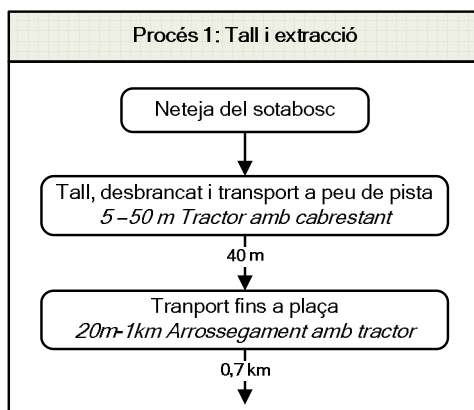 Procés 1: Tall i extracció
Neteja del sotabosc
Tall, desbrancat i transport a peu de pista
5 – 50 m Tractor amb cabrestant
40 m
Tranport fins a plaça
20m-1km Arrossegament amb tractor
0,7 km